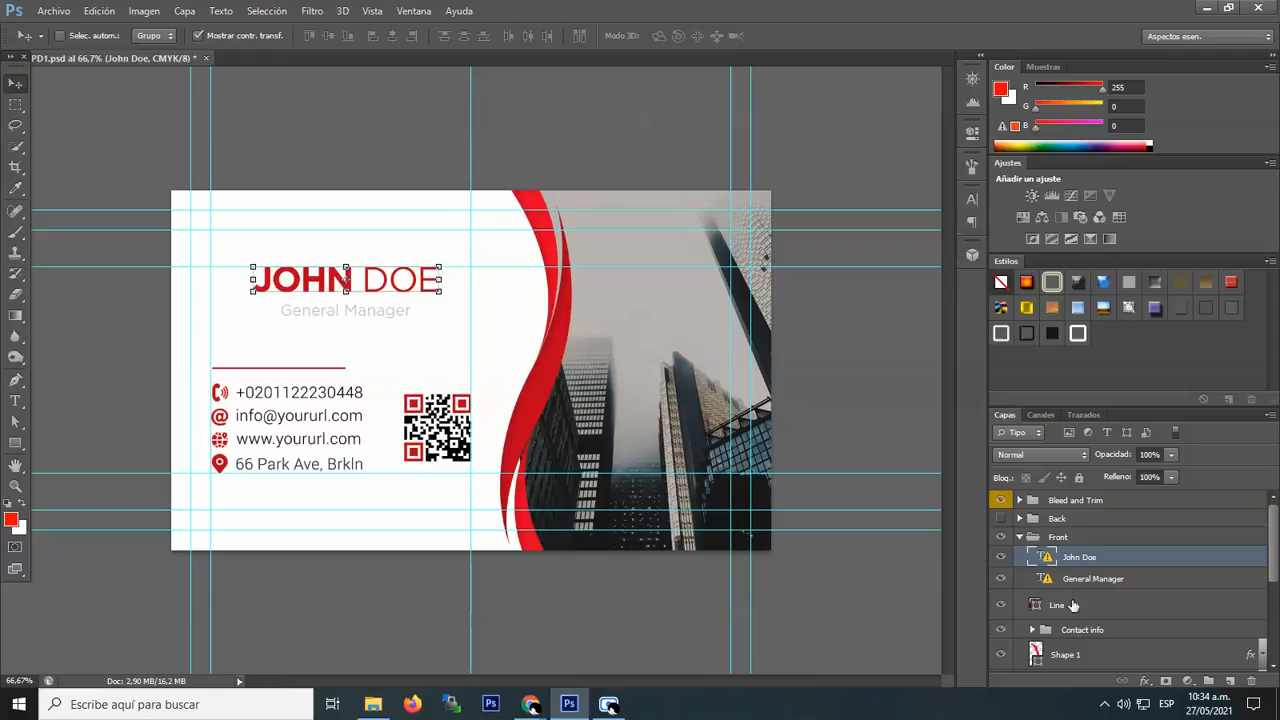 Ps Archivo Edición Imagen Capa Texto Selección Filtro 3D Vista Ventana Ayuda
Selec. autom.: Grupo Mostrar contr. transf. Modo 3D: Aspectos esen.
PD1.psd al 66,7% (John Doe, CMYK/8) * ×
Color Muestras
R 255
G 0
B 0
Ajustes
Añadir un ajuste
Estilos
JOHN DOE
General Manager
+0201122230448
info@yoururl.com
www.yoururl.com
66 Park Ave, Brkln
Capas Canales Trazados
Tipo
Normal Opacidad: 100%
Bloq.: Relleno: 100%
Bleed and Trim
Back
Front
John Doe
General Manager
Line
Contact info
Shape 1 fx
66,67% Doc: 2,90 MB/16,2 MB
Escribe aquí para buscar
ESP
10:34 a.m.
27/05/2021